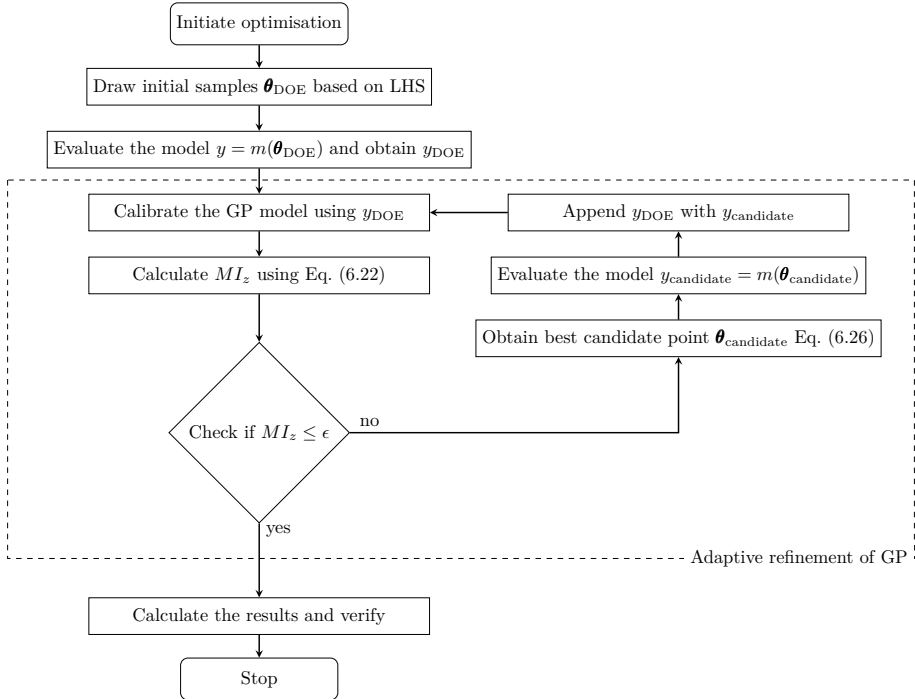 Initiate optimisation
Draw initial samples 𝜽_DOE based on LHS
Evaluate the model y = m(𝜽_DOE) and obtain y_DOE
Calibrate the GP model using y_DOE
Append y_DOE with y_candidate
Calculate MI_z using Eq. (6.22)
Evaluate the model y_candidate = m(𝜽_candidate)
Obtain best candidate point 𝜽_candidate Eq. (6.26)
Check if MI_z ≤ ϵ
no
yes
Adaptive refinement of GP
Calculate the results and verify
Stop